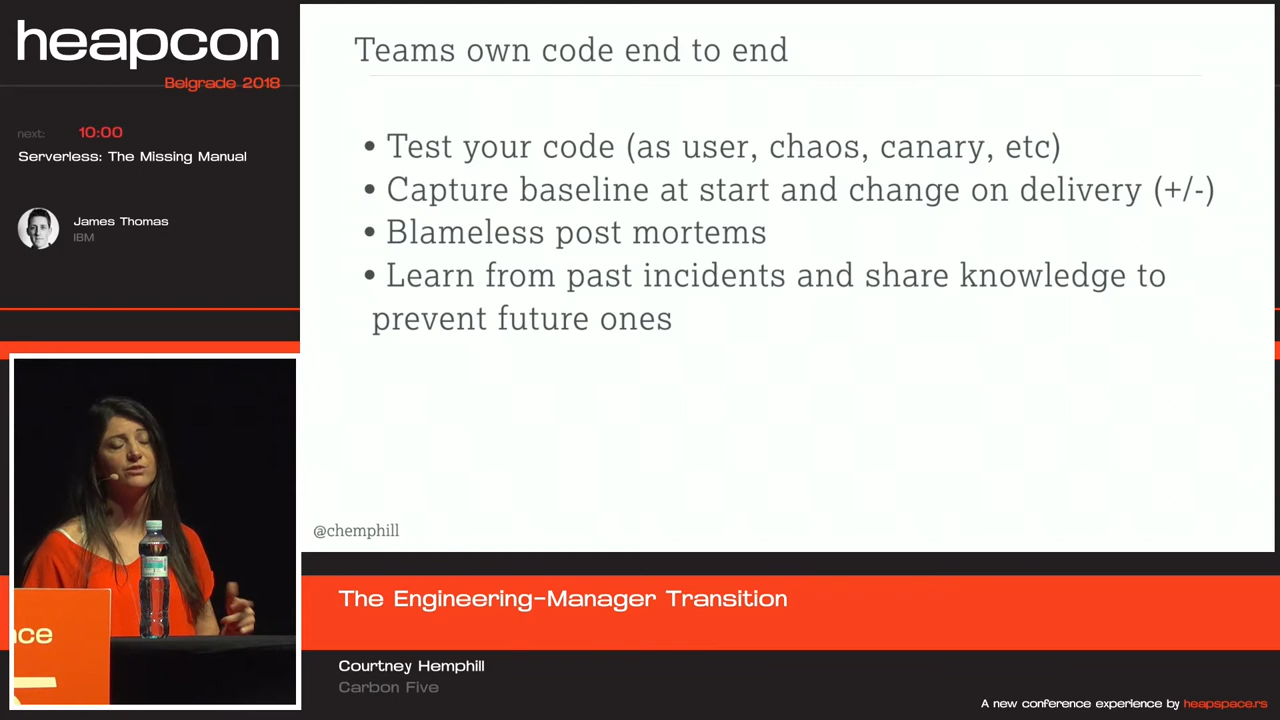 heapcon
Belgrade 2018
next: 10:00
Serverless: The Missing Manual
James Thomas
IBM
Teams own code end to end
• Test your code (as user, chaos, canary, etc)
• Capture baseline at start and change on delivery (+/-)
• Blameless post mortems
• Learn from past incidents and share knowledge to
prevent future ones
@chemphill
ce
The Engineering-Manager Transition
Courtney Hemphill
Carbon Five
A new conference experience by heapspace.rs